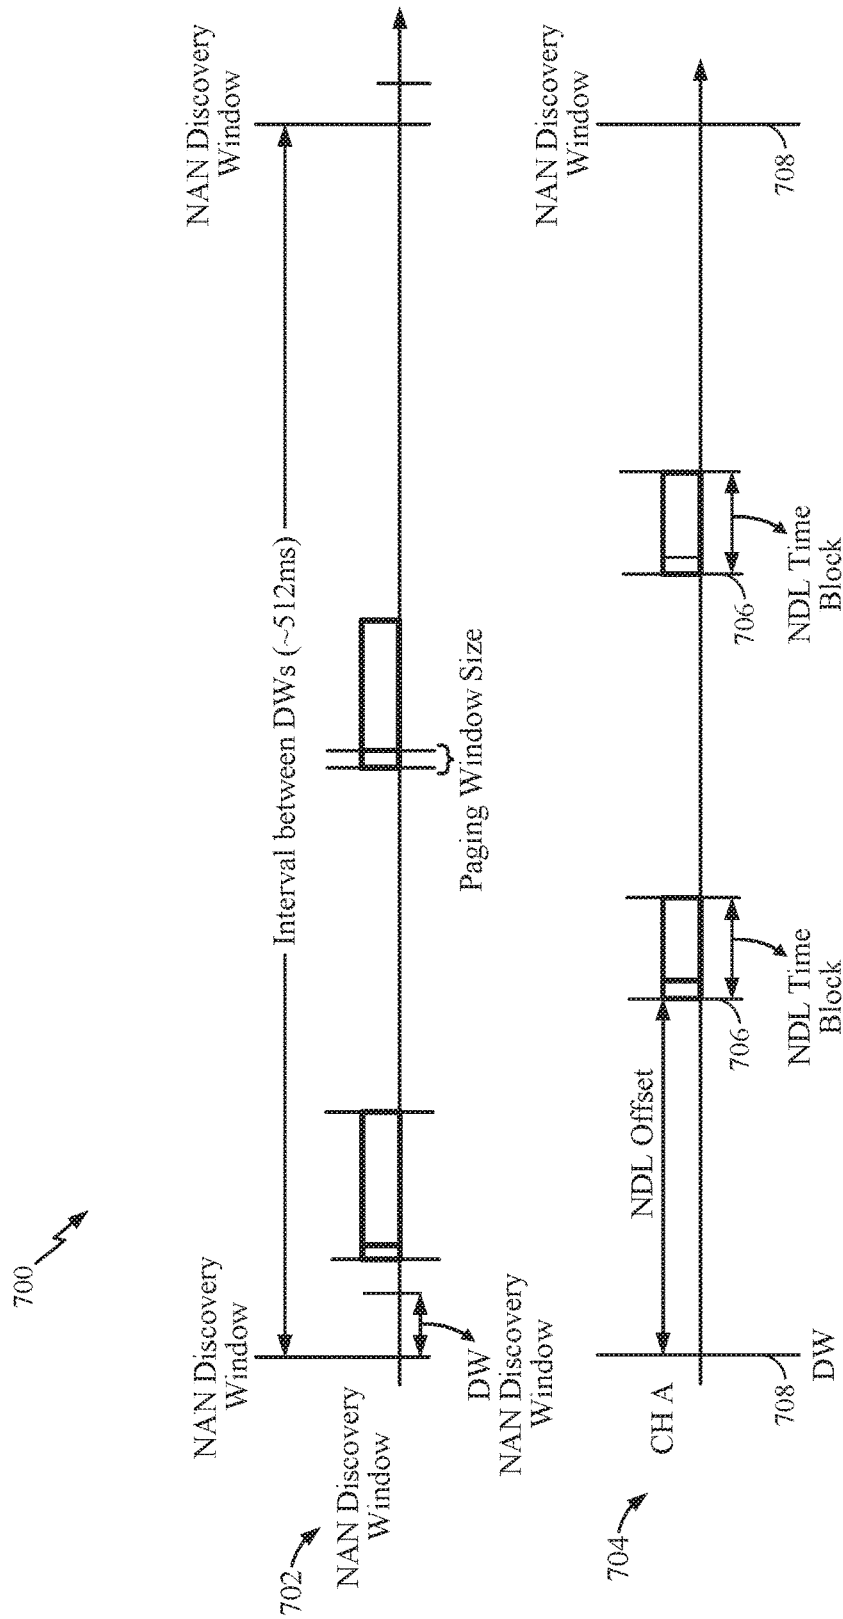 700
NAN Discovery
Window
NAN Discovery
Window
Interval between DWs (~512ms)
702
NAN Discovery
Window
DW
NAN Discovery
Window
Paging Window Size
NAN Discovery
Window
704
CH A
NDL Offset
708
DW
706
NDL Time
Block
706
NDL Time
Block
708